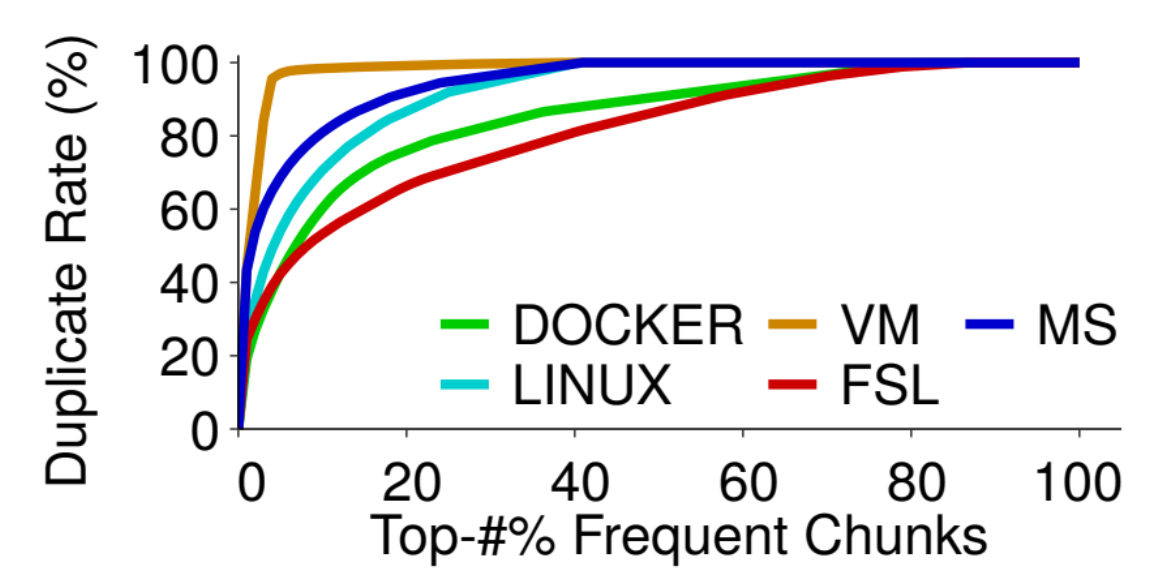 Duplicate Rate (%)
100
80
60
40
20
0
DOCKER VM MS
LINUX FSL
0 20 40 60 80 100
Top-#% Frequent Chunks